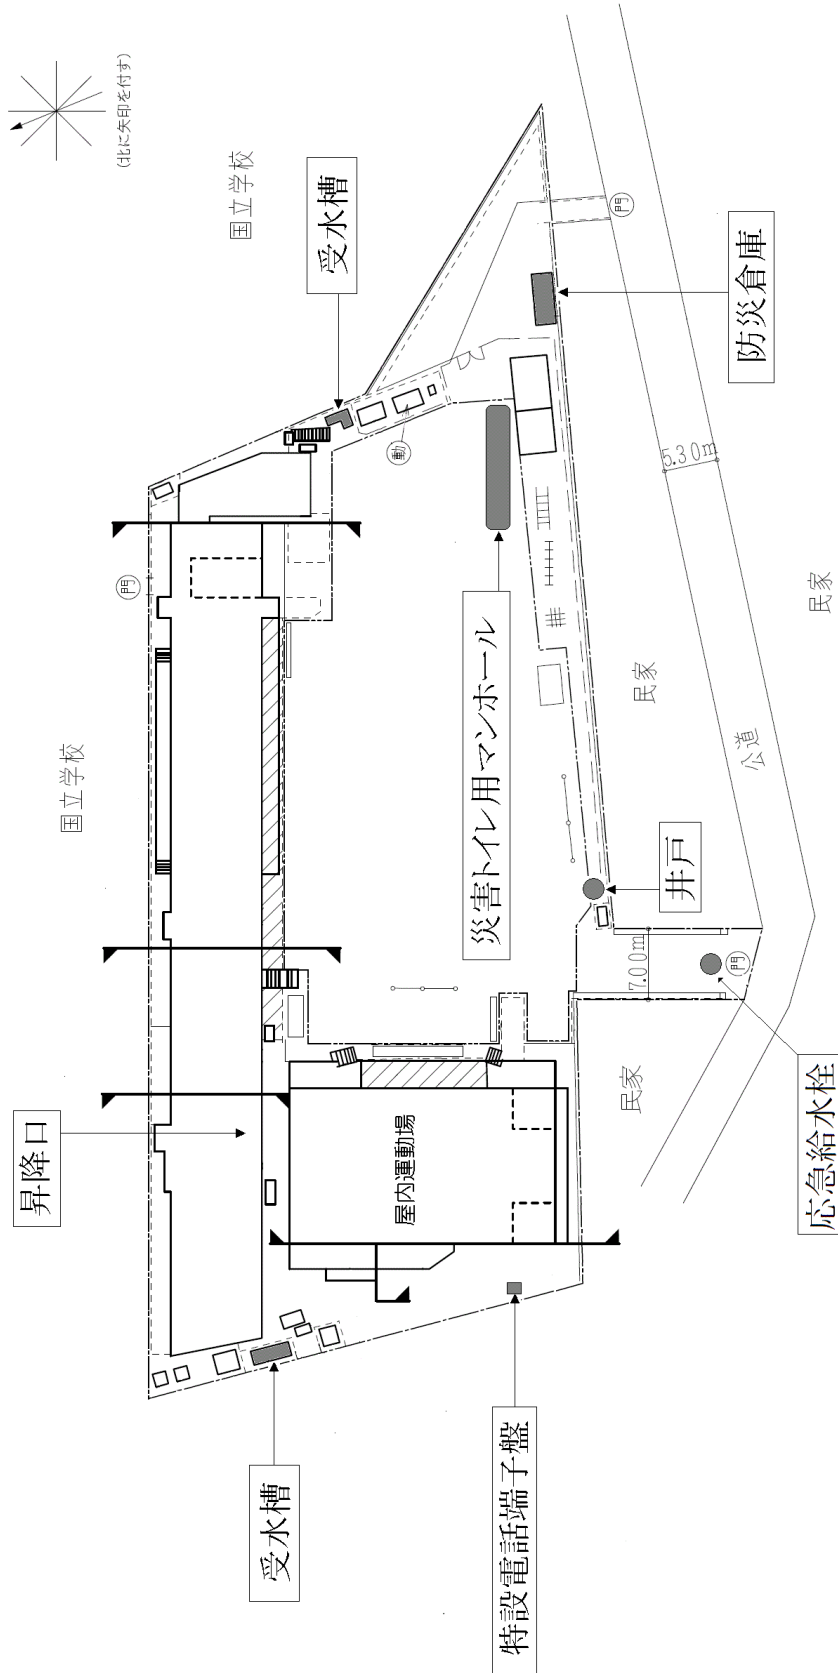 (北に矢印を付す)
国立学校
受水槽
門
防災倉庫
動
5.30m
門
災害トイレ用マンホール
民家
民家
国立学校
公道
井戸
7.00m
門
昇降口
屋内運動場
民家
応急給水栓
受水槽
特設電話端子盤